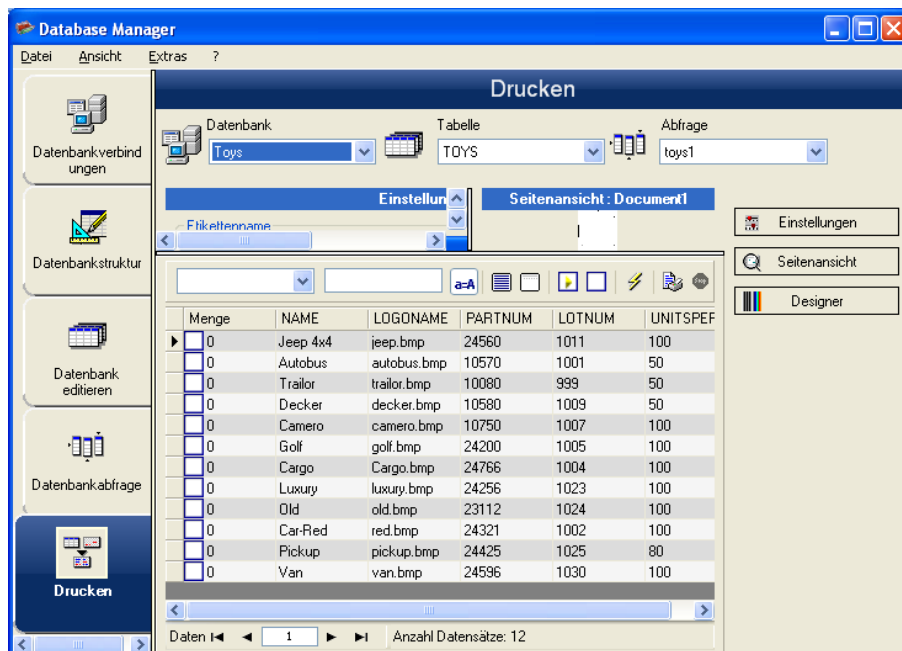 Database Manager
Datei Ansicht Extras ?
Drucken
Datenbankverbind
ungen
Datenbankstruktur
Datenbank
editieren
Datenbankabfrage
Drucken
Datenbank Tabelle Abfrage
Toys TOYS toys1
Einstellun Seitenansicht : Document1
Etikettenname
Einstellungen
Seitenansicht
Designer
a=A
Menge NAME LOGONAME PARTNUM LOTNUM UNITSPER
0 Jeep 4x4 jeep.bmp 24560 1011 100
0 Autobus autobus.bmp 10570 1001 50
0 Trailor trailor.bmp 10080 999 50
0 Decker decker.bmp 10580 1009 50
0 Camero camero.bmp 10750 1007 100
0 Golf golf.bmp 24200 1005 100
0 Cargo Cargo.bmp 24766 1004 100
0 Luxury luxury.bmp 24256 1023 100
0 Old old.bmp 23112 1024 100
0 Car-Red red.bmp 24321 1002 100
0 Pickup pickup.bmp 24425 1025 80
0 Van van.bmp 24596 1030 100
Daten 1 Anzahl Datensätze: 12